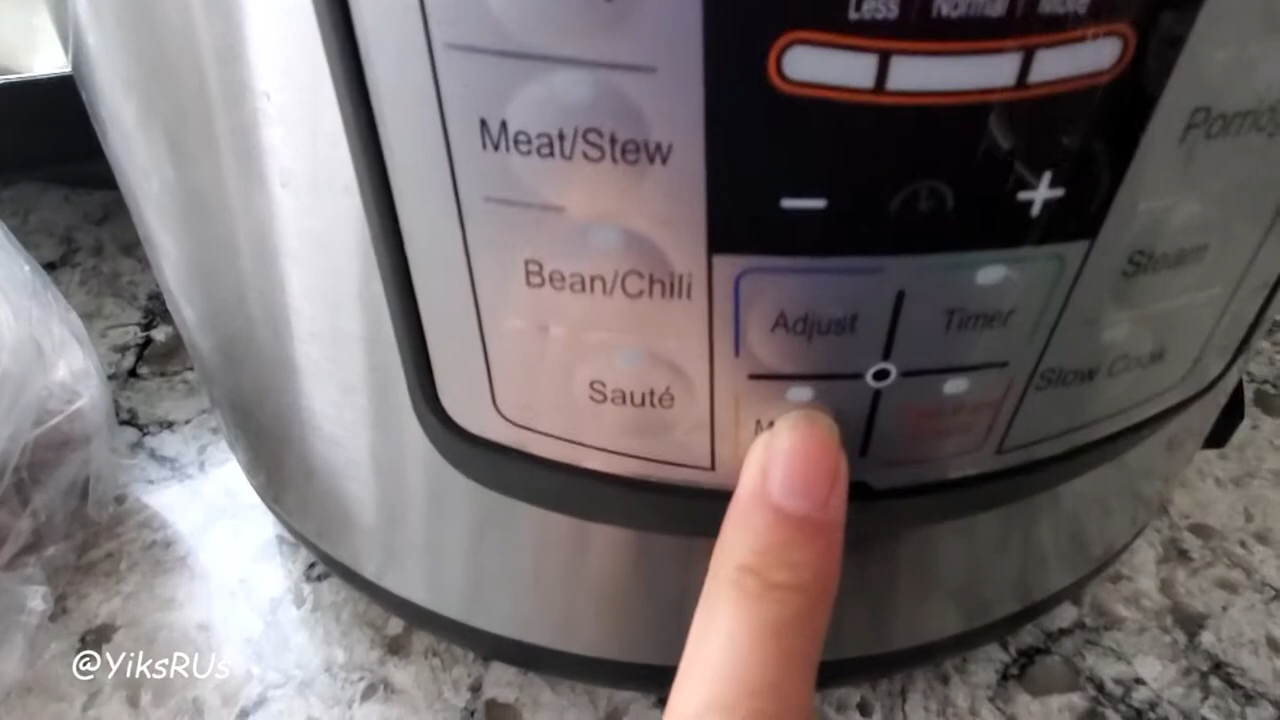 Less | Normal | More
Meat/Stew
− +
Bean/Chili
Adjust
Timer
Steam
Sauté
Slow Cook
@YiksRUs